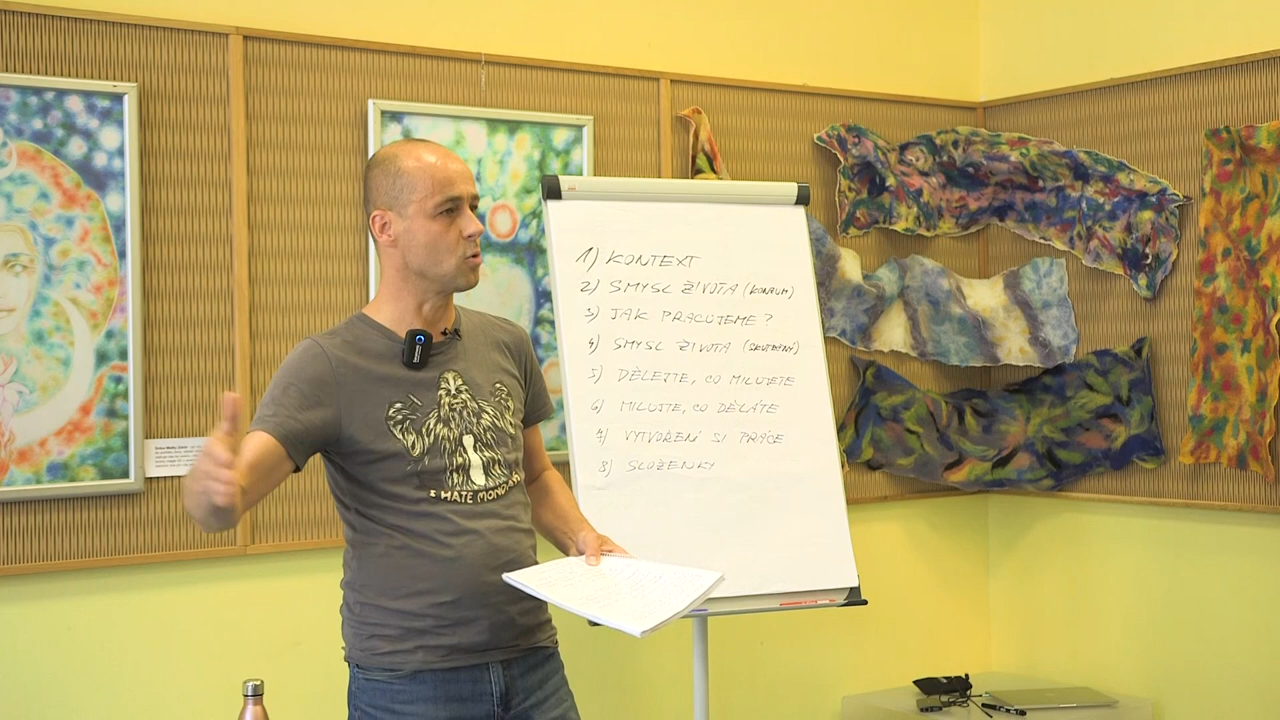 1) KONTEXT
2) SMYSL ŽIVOTA (KONZUM)
3) JAK PRACUJEME?
4) SMYSL ŽIVOTA (SKUTEČNÝ)
5) DĚLEJTE, CO MILUJETE
6) MILUJTE, CO DĚLÁTE
7) VYTVOŘENÍ SI PRÁCE
8) SLOŽENKY
I HATE MONDAYS